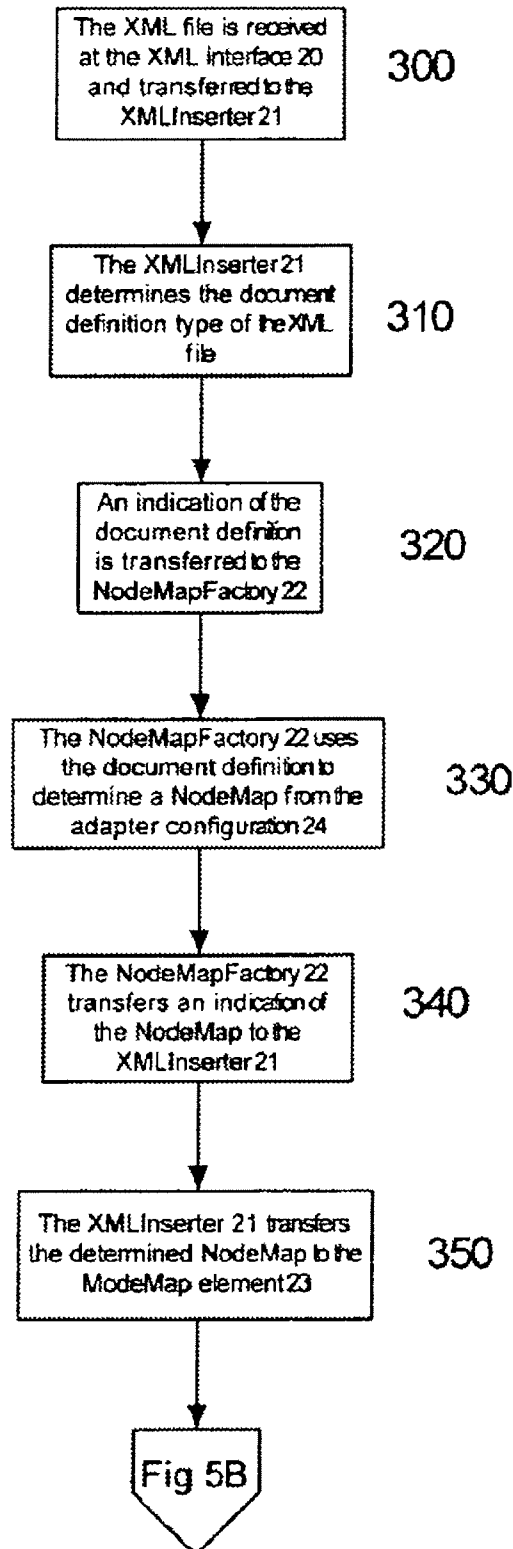 The XML file is received
at the XML interface 20
and transferred to the
XMLInserter 21
300
The XMLInserter 21
determines the document
definition type of the XML
file
310
An indication of the
document definition
is transferred to the
NodeMapFactory 22
320
The NodeMapFactory 22 uses
the document definition to
determine a NodeMap from the
adapter configuration 24
330
The NodeMapFactory 22
transfers an indication of
the NodeMap to the
XMLInserter 21
340
The XMLInserter 21 transfers
the determined NodeMap to the
ModeMap element 23
350
Fig 5B